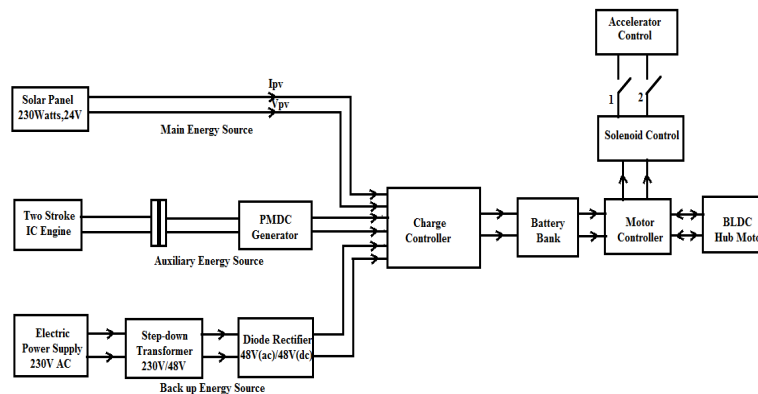 Accelerator
Control
1
2
Solenoid Control
Ipv
Vpv
Solar Panel
230Watts,24V
Main Energy Source
Two Stroke
IC Engine
PMDC
Generator
Auxiliary Energy Source
Charge
Controller
Battery
Bank
Motor
Controller
BLDC
Hub Motor
Electric
Power Supply
230V AC
Step-down
Transformer
230V/48V
Diode Rectifier
48V(ac)/48V(dc)
Back up Energy Source